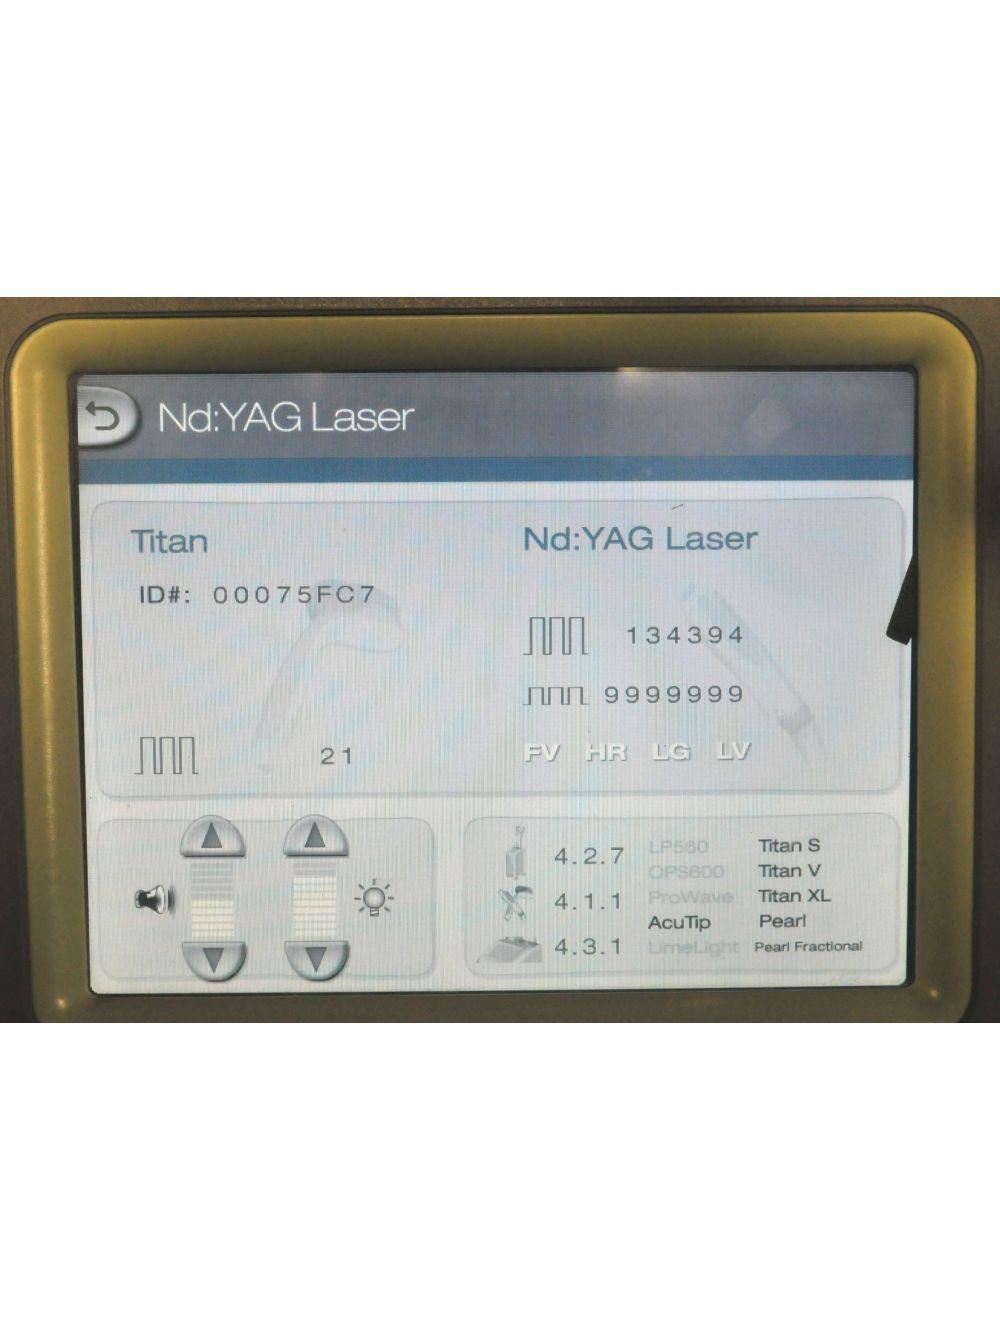 Nd:YAG Laser
Titan
ID#: 00075FC7
21
Nd:YAG Laser
134394
9999999
FV HR LG LV
4.2.7
4.1.1
4.3.1
LP560
OPS600
ProWave
AcuTip
LimeLight
Titan S
Titan V
Titan XL
Pearl
Pearl Fractional